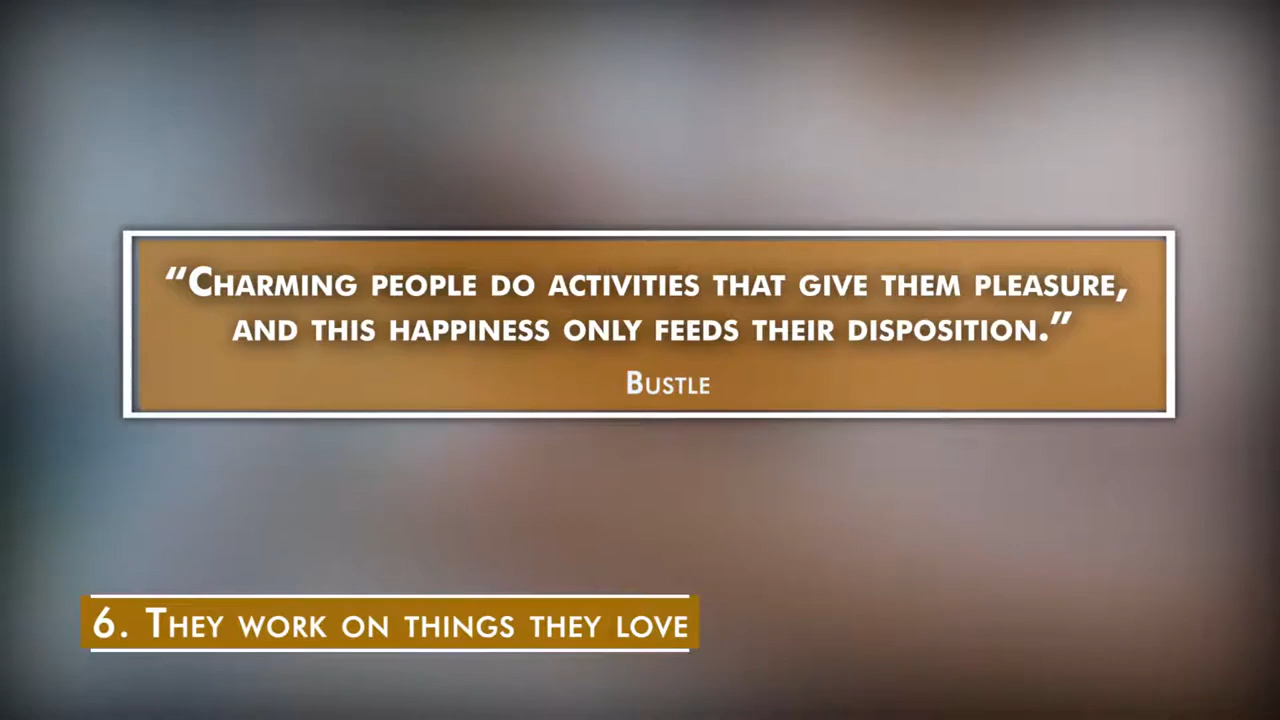 “Charming people do activities that give them pleasure,
and this happiness only feeds their disposition.”
Bustle
6. They work on things they love